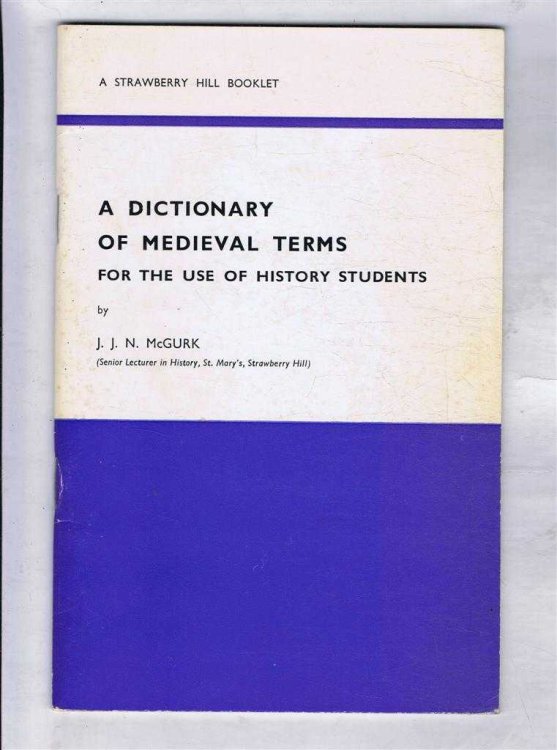 A STRAWBERRY HILL BOOKLET
A DICTIONARY
OF MEDIEVAL TERMS
FOR THE USE OF HISTORY STUDENTS
by
J. J. N. McGURK
(Senior Lecturer in History, St. Mary's, Strawberry Hill)